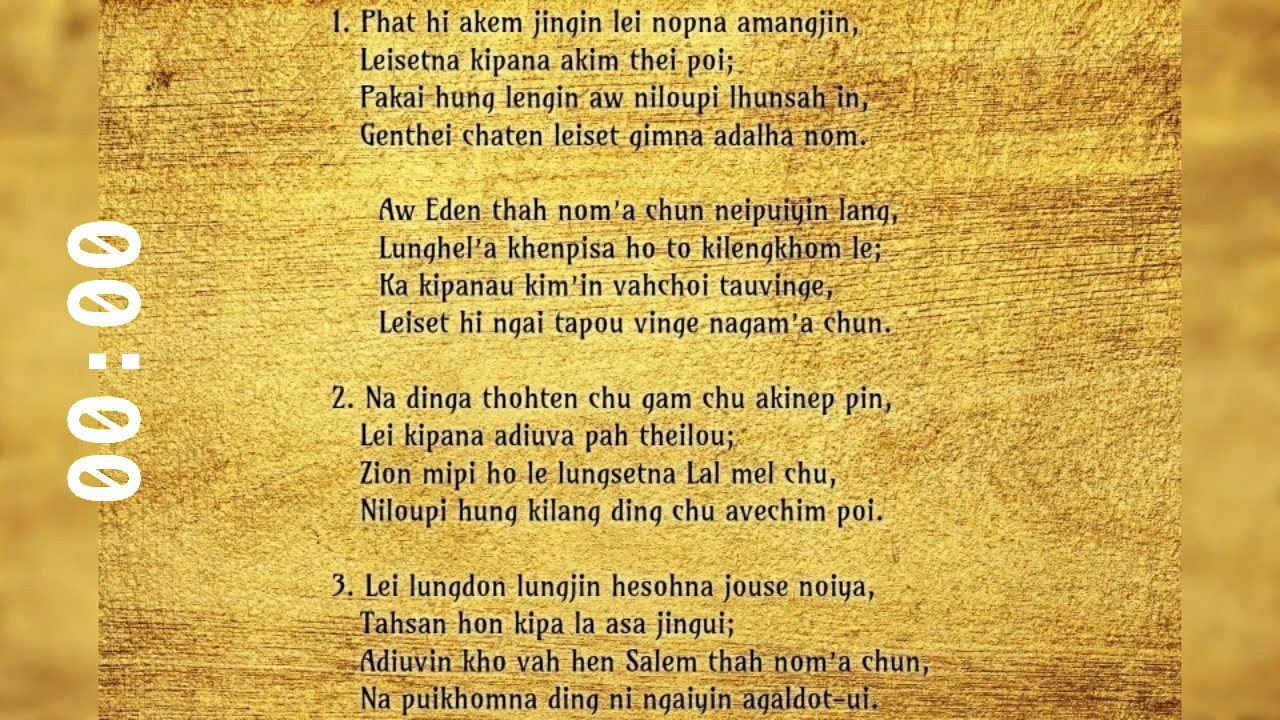 1. Phat hi akem jingin lei nopna amangjin,
Leisetna kipana akim thei poi;
Pakai hung lengin aw niloupi lhunsah in,
Genthei chaten leiset gimna adalha nom.
Aw Eden thah nom'a chun neipuiyin lang,
Lunghel'a khenpisa ho to kilengkhom le;
Ka kipanau kim'in vahchoi tauvinge,
Leiset hi ngai tapou vinge nagam'a chun.
2. Na dinga thohten chu gam chu akinep pin,
Lei kipana adiuva pah theilou;
Zion mipi ho le lungsetna Lal mel chu,
Niloupi hung kilang ding chu avechim poi.
3. Lei lungdon lungjin hesohna jouse noiya,
Tahsan hon kipa la asa jingui;
Adiuvin kho vah hen Salem thah nom'a chun,
Na puikhomna ding ni ngaiyin agaldot-ui.
00:00